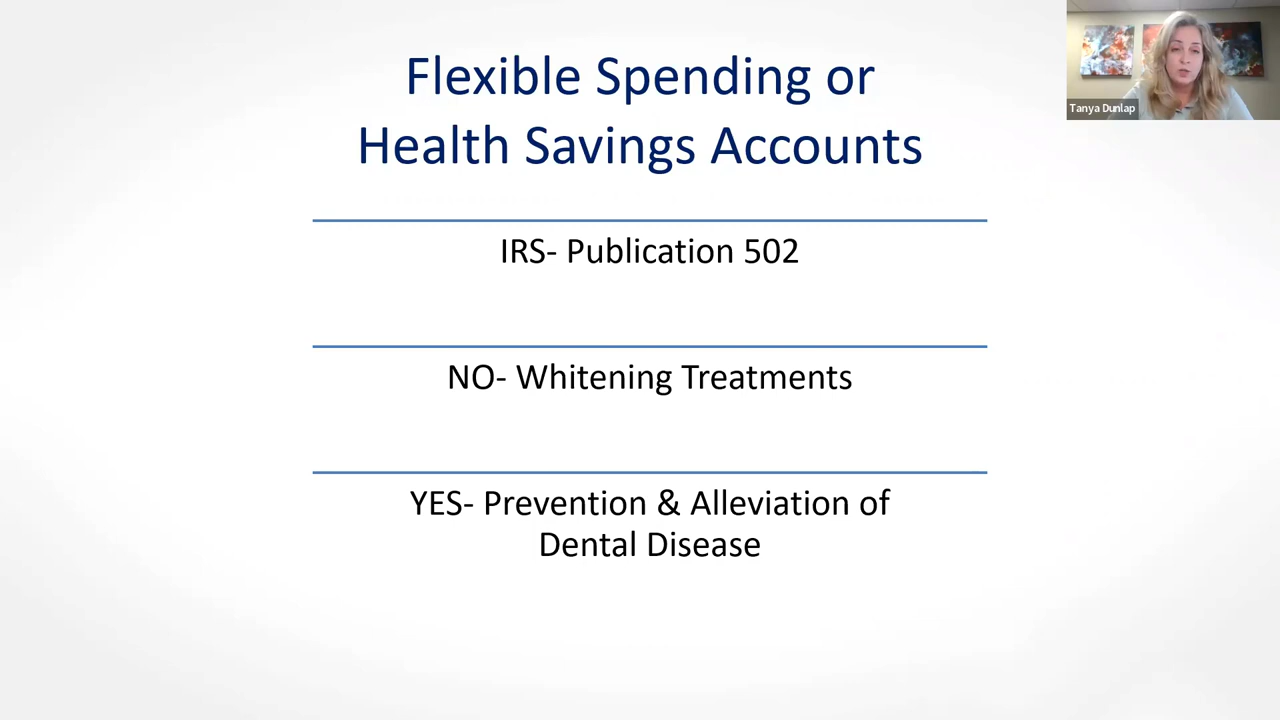 Flexible Spending or
Health Savings Accounts
Tanya Dunlap
IRS- Publication 502
NO- Whitening Treatments
YES- Prevention & Alleviation of
Dental Disease